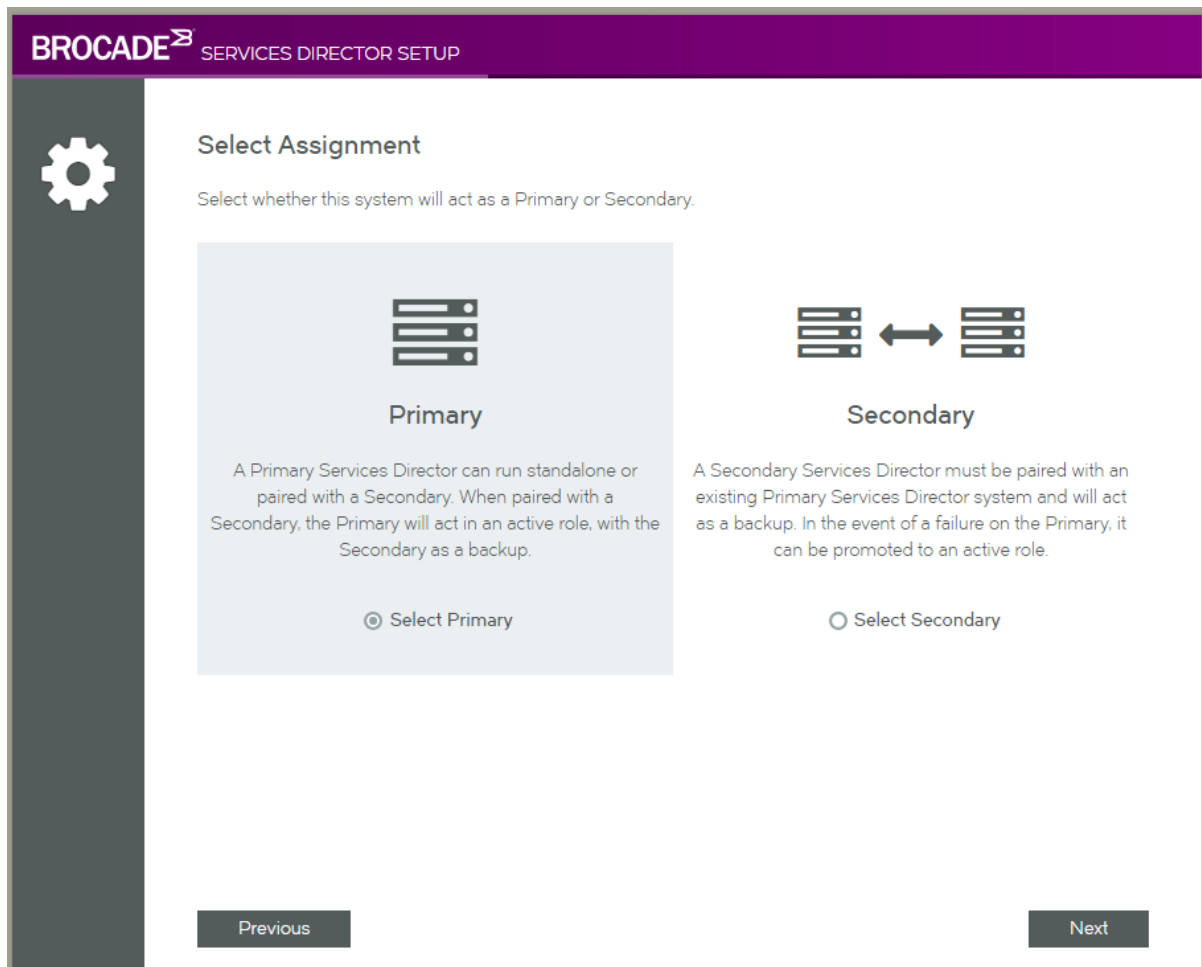 BROCADE SERVICES DIRECTOR SETUP
Select Assignment
Select whether this system will act as a Primary or Secondary.
Primary
A Primary Services Director can run standalone or
paired with a Secondary. When paired with a
Secondary, the Primary will act in an active role, with the
Secondary as a backup.
Select Primary
Secondary
A Secondary Services Director must be paired with an
existing Primary Services Director system and will act
as a backup. In the event of a failure on the Primary, it
can be promoted to an active role.
Select Secondary
Previous
Next